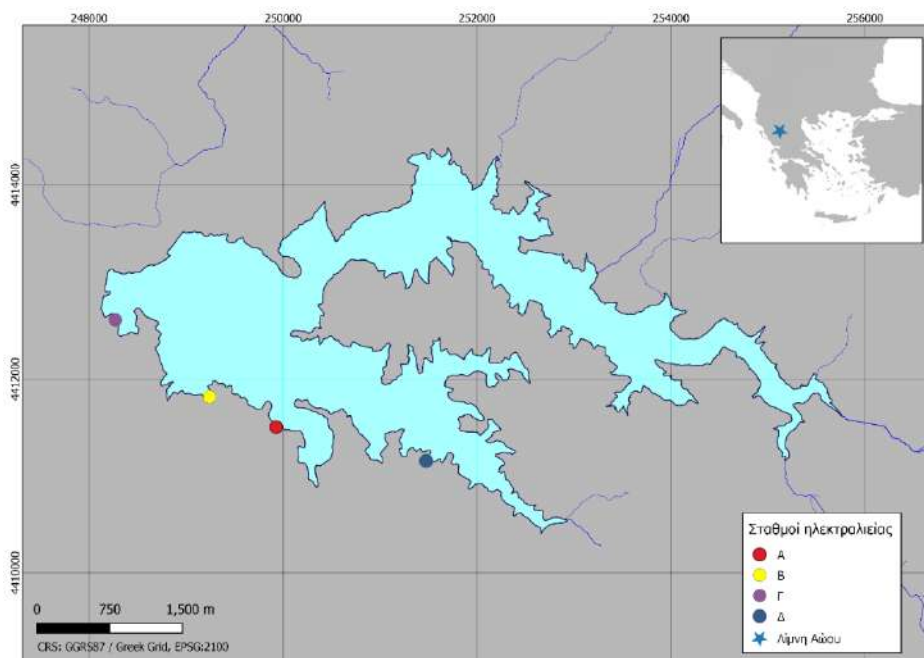 248000 250000 252000 254000 256000
4414000
4412000
4410000
Σταθμοί ηλεκτραλιείας
Α
Β
Γ
Δ
Λίμνη Αώου
0 750 1,500 m
CRS: GGRS87 / Greek Grid, EPSG:2100